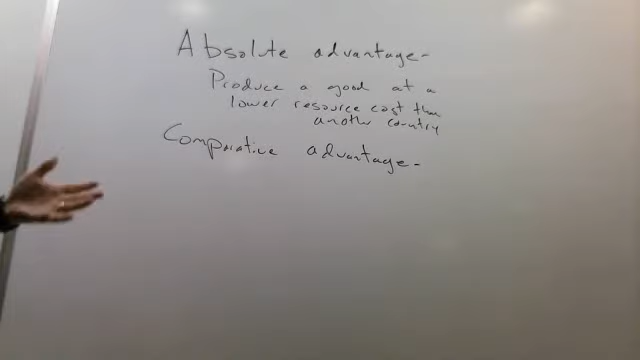 Absolute advantage-
Produce a good at a
lower resource cost than
another country
Comparative advantage-